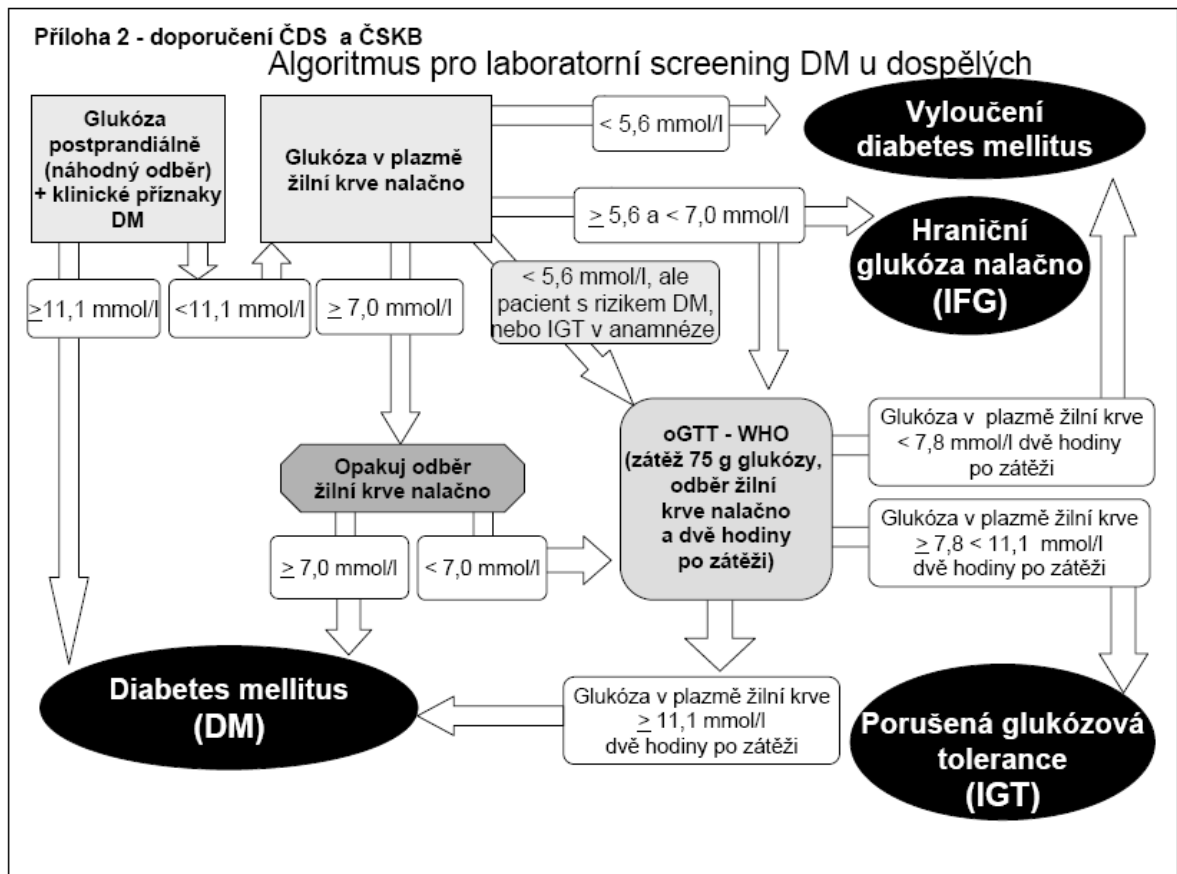 Příloha 2 - doporučení ČDS a ČSKB
Algoritmus pro laboratorní screening DM u dospělých
Glukóza
postprandiálně
(náhodný odběr)
+ klinické příznaky
DM
Glukóza v plazmě
žilní krve nalačno
< 5,6 mmol/l
Vyloučení
diabetes mellitus
≥ 5,6 a < 7,0 mmol/l
Hraniční
glukóza nalačno
(IFG)
≥11,1 mmol/l
<11,1 mmol/l
≥ 7,0 mmol/l
< 5,6 mmol/l, ale
pacient s rizikem DM,
nebo IGT v anamnéze
oGTT - WHO
(zátěž 75 g glukózy,
odběr žilní
krve nalačno
a dvě hodiny
po zátěži)
Glukóza v plazmě žilní krve
< 7,8 mmol/l dvě hodiny
po zátěži
Opakuj odběr
žilní krve nalačno
Glukóza v plazmě žilní krve
≥ 7,8 < 11,1 mmol/l
dvě hodiny po zátěži
≥ 7,0 mmol/l
< 7,0 mmol/l
Diabetes mellitus
(DM)
Glukóza v plazmě žilní krve
≥ 11,1 mmol/l
dvě hodiny po zátěži
Porušená glukózová
tolerance
(IGT)